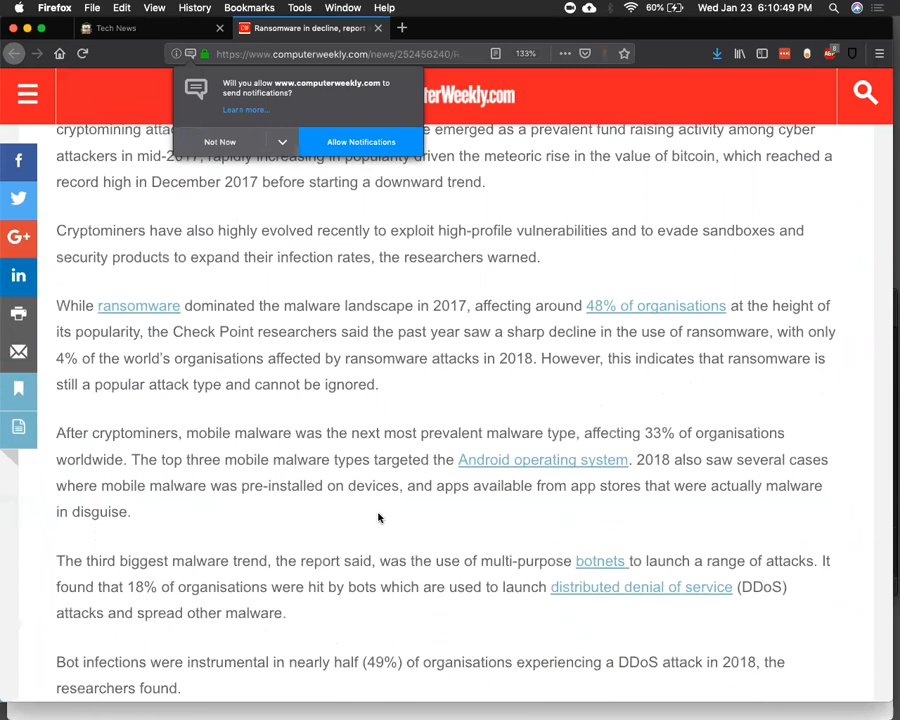 Firefox File Edit View History Bookmarks Tools Window Help 60% Wed Jan 23 6:10:49 PM
Tech News
Ransomware in decline, report
https://www.computerweekly.com/news/252456240/
133%
8
Will you allow www.computerweekly.com to
send notifications?
Learn more...
Not Now
Allow Notifications
terWeekly.com
cryptomining atta
e emerged as a prevalent fund raising activity among cyber
attackers in mid-2017, rapidly increasing in popularity driven the meteoric rise in the value of bitcoin, which reached a
record high in December 2017 before starting a downward trend.
Cryptominers have also highly evolved recently to exploit high-profile vulnerabilities and to evade sandboxes and
security products to expand their infection rates, the researchers warned.
While ransomware dominated the malware landscape in 2017, affecting around 48% of organisations at the height of
its popularity, the Check Point researchers said the past year saw a sharp decline in the use of ransomware, with only
4% of the world's organisations affected by ransomware attacks in 2018. However, this indicates that ransomware is
still a popular attack type and cannot be ignored.
After cryptominers, mobile malware was the next most prevalent malware type, affecting 33% of organisations
worldwide. The top three mobile malware types targeted the Android operating system. 2018 also saw several cases
where mobile malware was pre-installed on devices, and apps available from app stores that were actually malware
in disguise.
The third biggest malware trend, the report said, was the use of multi-purpose botnets to launch a range of attacks. It
found that 18% of organisations were hit by bots which are used to launch distributed denial of service (DDoS)
attacks and spread other malware.
Bot infections were instrumental in nearly half (49%) of organisations experiencing a DDoS attack in 2018, the
researchers found.